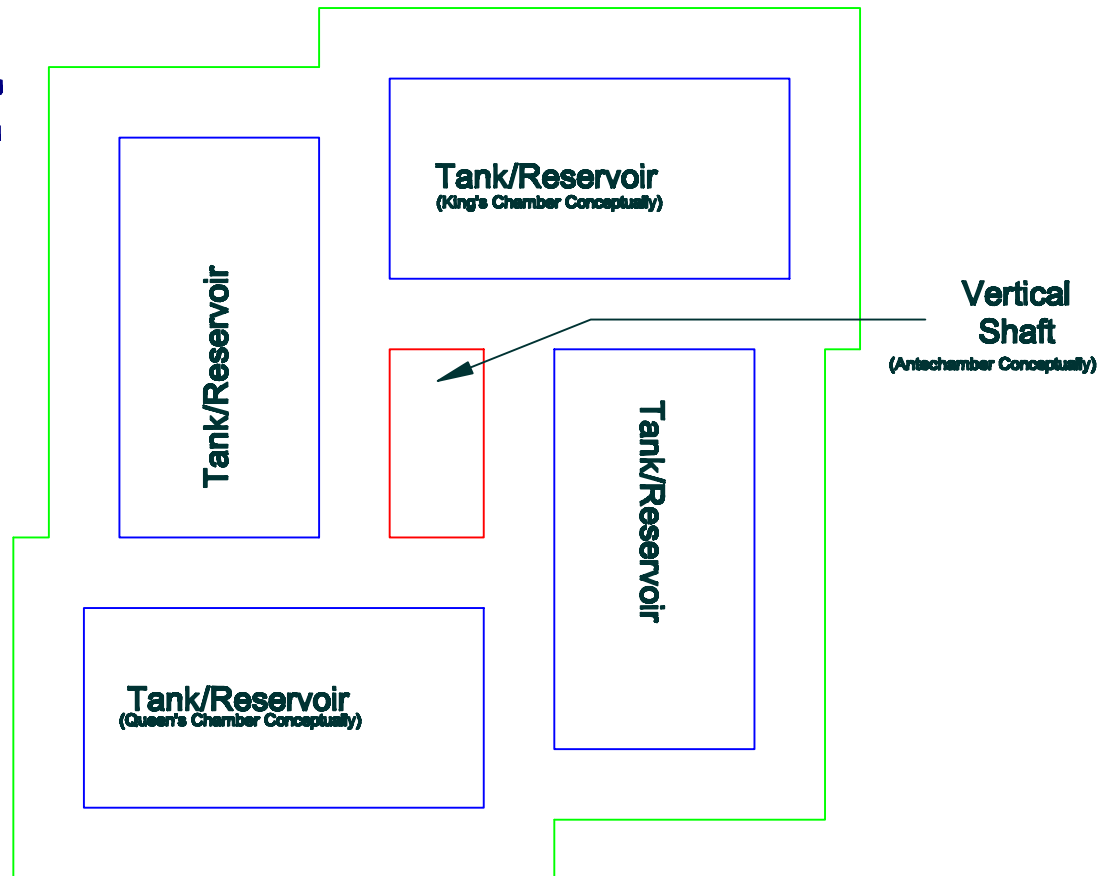 Tank/Reservoir
(King's Chamber Conceptually)
Tank/Reservoir
Vertical
Shaft
(Antechamber Conceptually)
Tank/Reservoir
Tank/Reservoir
(Queen's Chamber Conceptually)